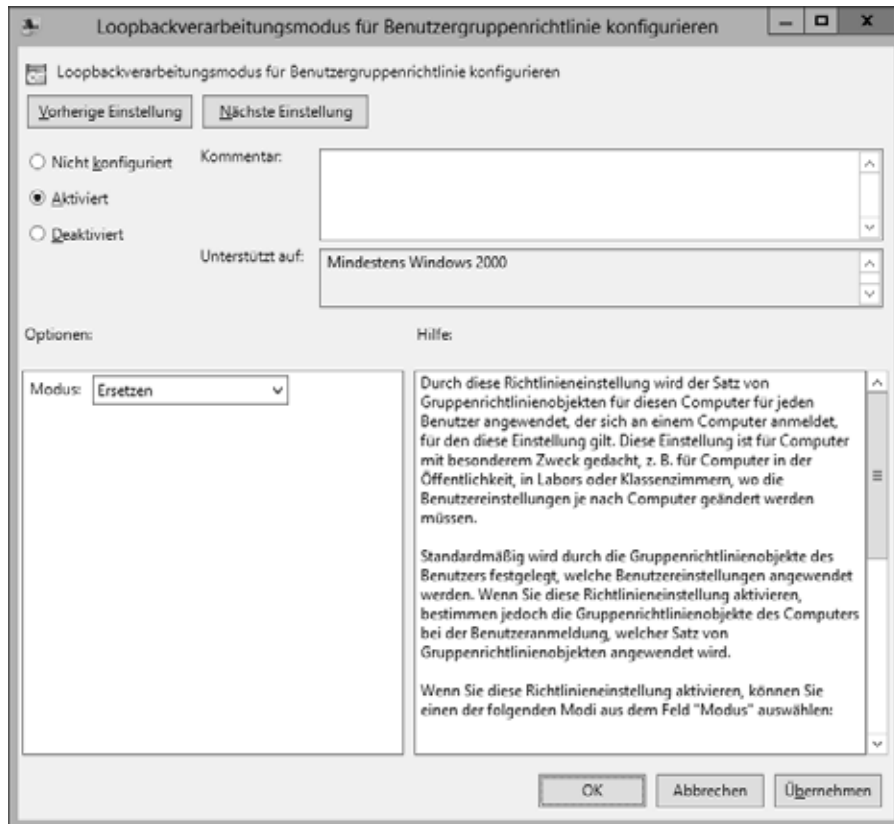 Loopbackverarbeitungsmodus für Benutzergruppenrichtlinie konfigurieren
Loopbackverarbeitungsmodus für Benutzergruppenrichtlinie konfigurieren
Vorherige Einstellung
Nächste Einstellung
Nicht konfiguriert
Aktiviert
Deaktiviert
Kommentar:
Unterstützt auf:
Mindestens Windows 2000
Optionen:
Hilfe:
Modus:
Ersetzen
Durch diese Richtlinieneinstellung wird der Satz von
Gruppenrichtlinienobjekten für diesen Computer für jeden
Benutzer angewendet, der sich an einem Computer anmeldet,
für den diese Einstellung gilt. Diese Einstellung ist für Computer
mit besonderem Zweck gedacht, z. B. für Computer in der
Öffentlichkeit, in Labors oder Klassenzimmern, wo die
Benutzereinstellungen je nach Computer geändert werden
müssen.
Standardmäßig wird durch die Gruppenrichtlinienobjekte des
Benutzers festgelegt, welche Benutzereinstellungen angewendet
werden. Wenn Sie diese Richtlinieneinstellung aktivieren,
bestimmen jedoch die Gruppenrichtlinienobjekte des Computers
bei der Benutzeranmeldung, welcher Satz von
Gruppenrichtlinienobjekten angewendet wird.
Wenn Sie diese Richtlinieneinstellung aktivieren, können Sie
einen der folgenden Modi aus dem Feld "Modus" auswählen:
OK
Abbrechen
Übernehmen